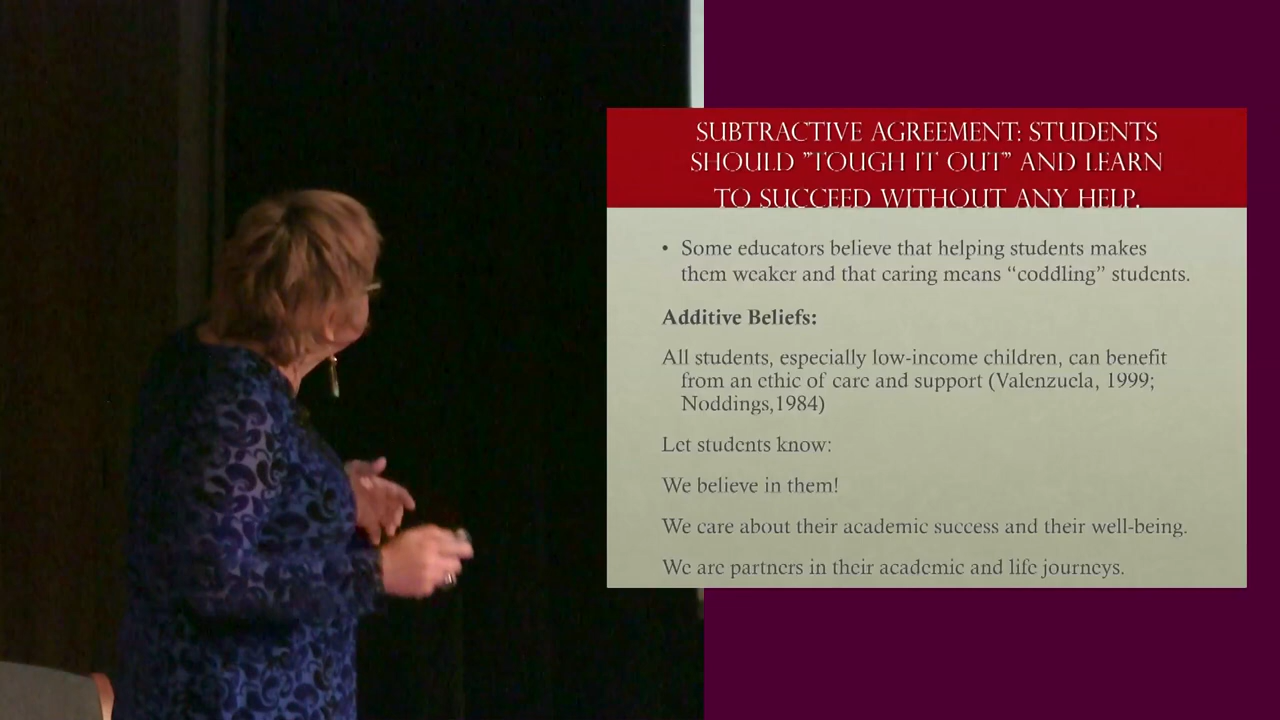 SUBTRACTIVE AGREEMENT: STUDENTS
SHOULD "TOUGH IT OUT" AND LEARN
TO SUCCEED WITHOUT ANY HELP.
• Some educators believe that helping students makes
them weaker and that caring means “coddling” students.
Additive Beliefs:
All students, especially low-income children, can benefit
from an ethic of care and support (Valenzuela, 1999;
Noddings,1984)
Let students know:
We believe in them!
We care about their academic success and their well-being.
We are partners in their academic and life journeys.